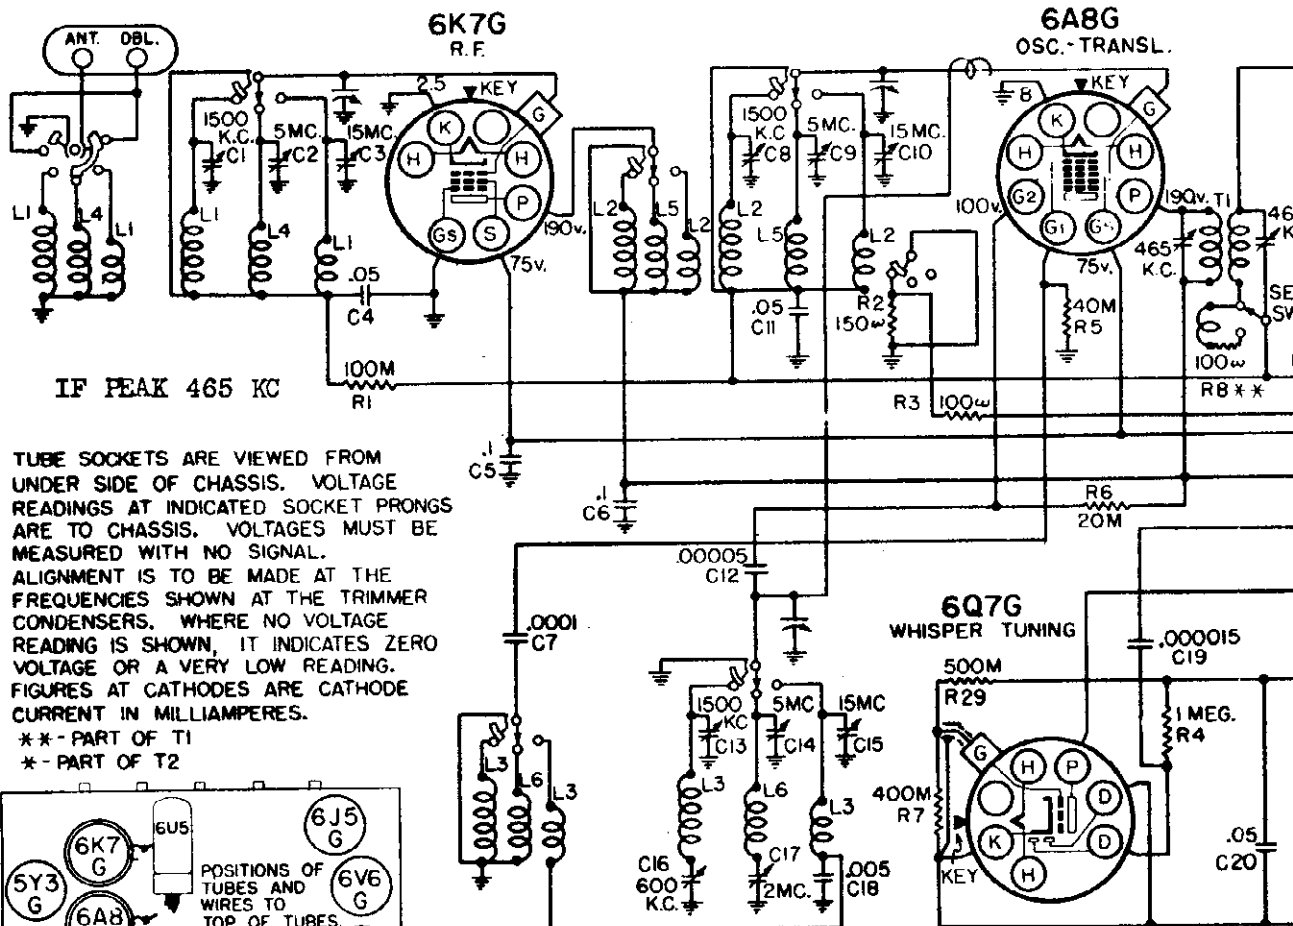 ANT. DBL.
6K7G
R.F.
6A8G
OSC.-TRANSL.
2.5
KEY
8
KEY
G
G
K
H
H
P
GS
S
K
H
H
G2
P
G1
GS
1500
K.C.
C1
5MC.
C2
15MC.
C3
1500
K.C.
C8
5MC.
C9
15MC.
C10
L1
L4
L1
L1
L4
L1
190v.
75v.
L2
L5
L2
L2
L5
L2
100v.
190v.
T1
75v.
465
K.C.
.05
C4
.05
C11
R2
150ω
40M
R5
100ω
R8**
IF PEAK 465 KC
100M
R1
R3 100ω
.1
C5
.1
C6
R6
20M
TUBE SOCKETS ARE VIEWED FROM
UNDER SIDE OF CHASSIS. VOLTAGE
READINGS AT INDICATED SOCKET PRONGS
ARE TO CHASSIS. VOLTAGES MUST BE
MEASURED WITH NO SIGNAL.
ALIGNMENT IS TO BE MADE AT THE
FREQUENCIES SHOWN AT THE TRIMMER
CONDENSERS. WHERE NO VOLTAGE
READING IS SHOWN, IT INDICATES ZERO
VOLTAGE OR A VERY LOW READING.
FIGURES AT CATHODES ARE CATHODE
CURRENT IN MILLIAMPERES.
**-PART OF T1
*-PART OF T2
.00005
C12
.0001
C7
6Q7G
WHISPER TUNING
.000015
C19
500M
R29
1 MEG.
R4
1500
KC
C13
5MC
C14
15MC
C15
L3
L6
L3
L3
L6
L3
400M
R7
G
H
P
D
K
D
H
KEY
.05
C20
C16
600
K.C.
C17
2MC.
.005
C18
6U5
6J5
G
6K7
G
5Y3
G
6V6
G
6A8
POSITIONS OF
TUBES AND
WIRES TO
TOP OF TUBES.